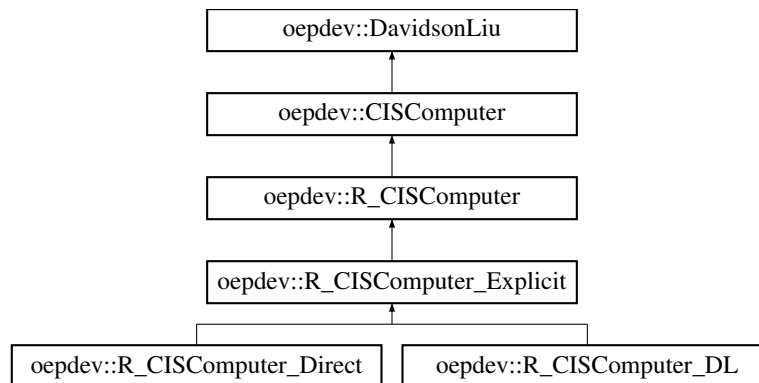 oepdev::DavidsonLiu
oepdev::CISComputer
oepdev::R_CISComputer
oepdev::R_CISComputer_Explicit
oepdev::R_CISComputer_Direct
oepdev::R_CISComputer_DL